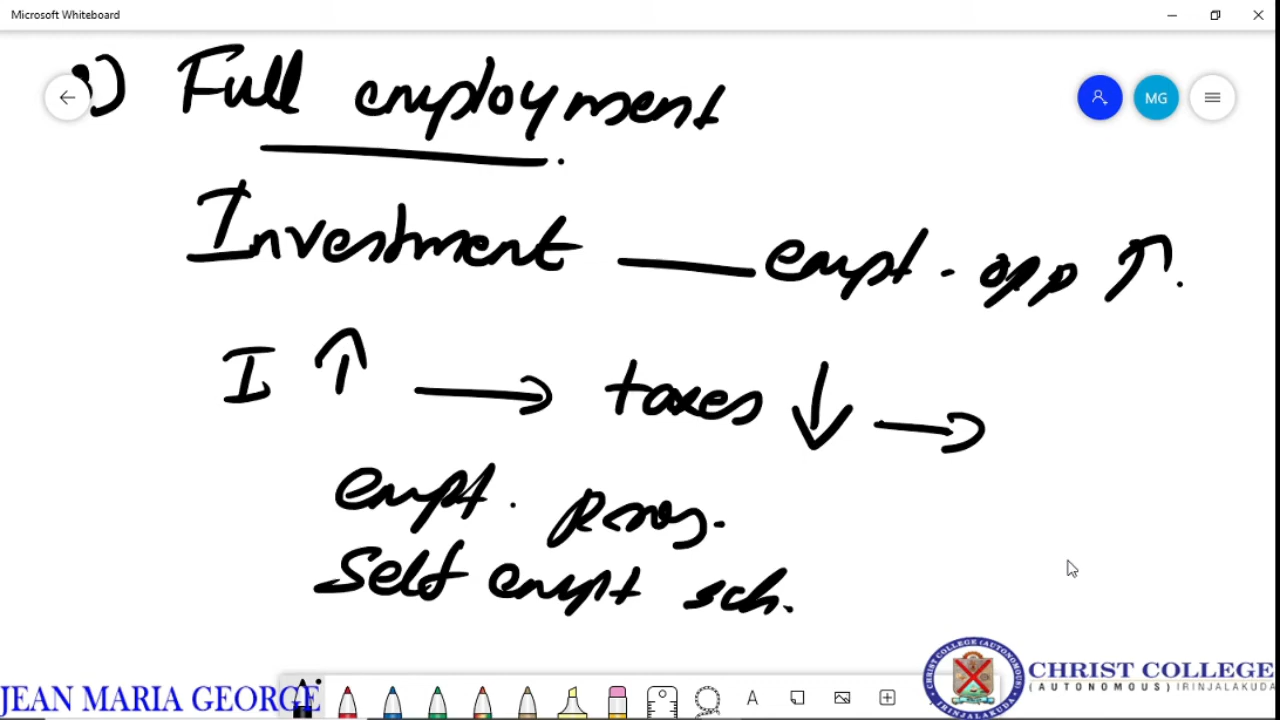 Microsoft Whiteboard
) Full employment
MG
Investment — empt. opp ↑.
I ↑ → taxes ↓ →
empt. prog.
Self empt sch.
JEAN MARIA GEORGE
CHRIST COLLEGE
(AUTONOMOUS) IRINJALAKUDA